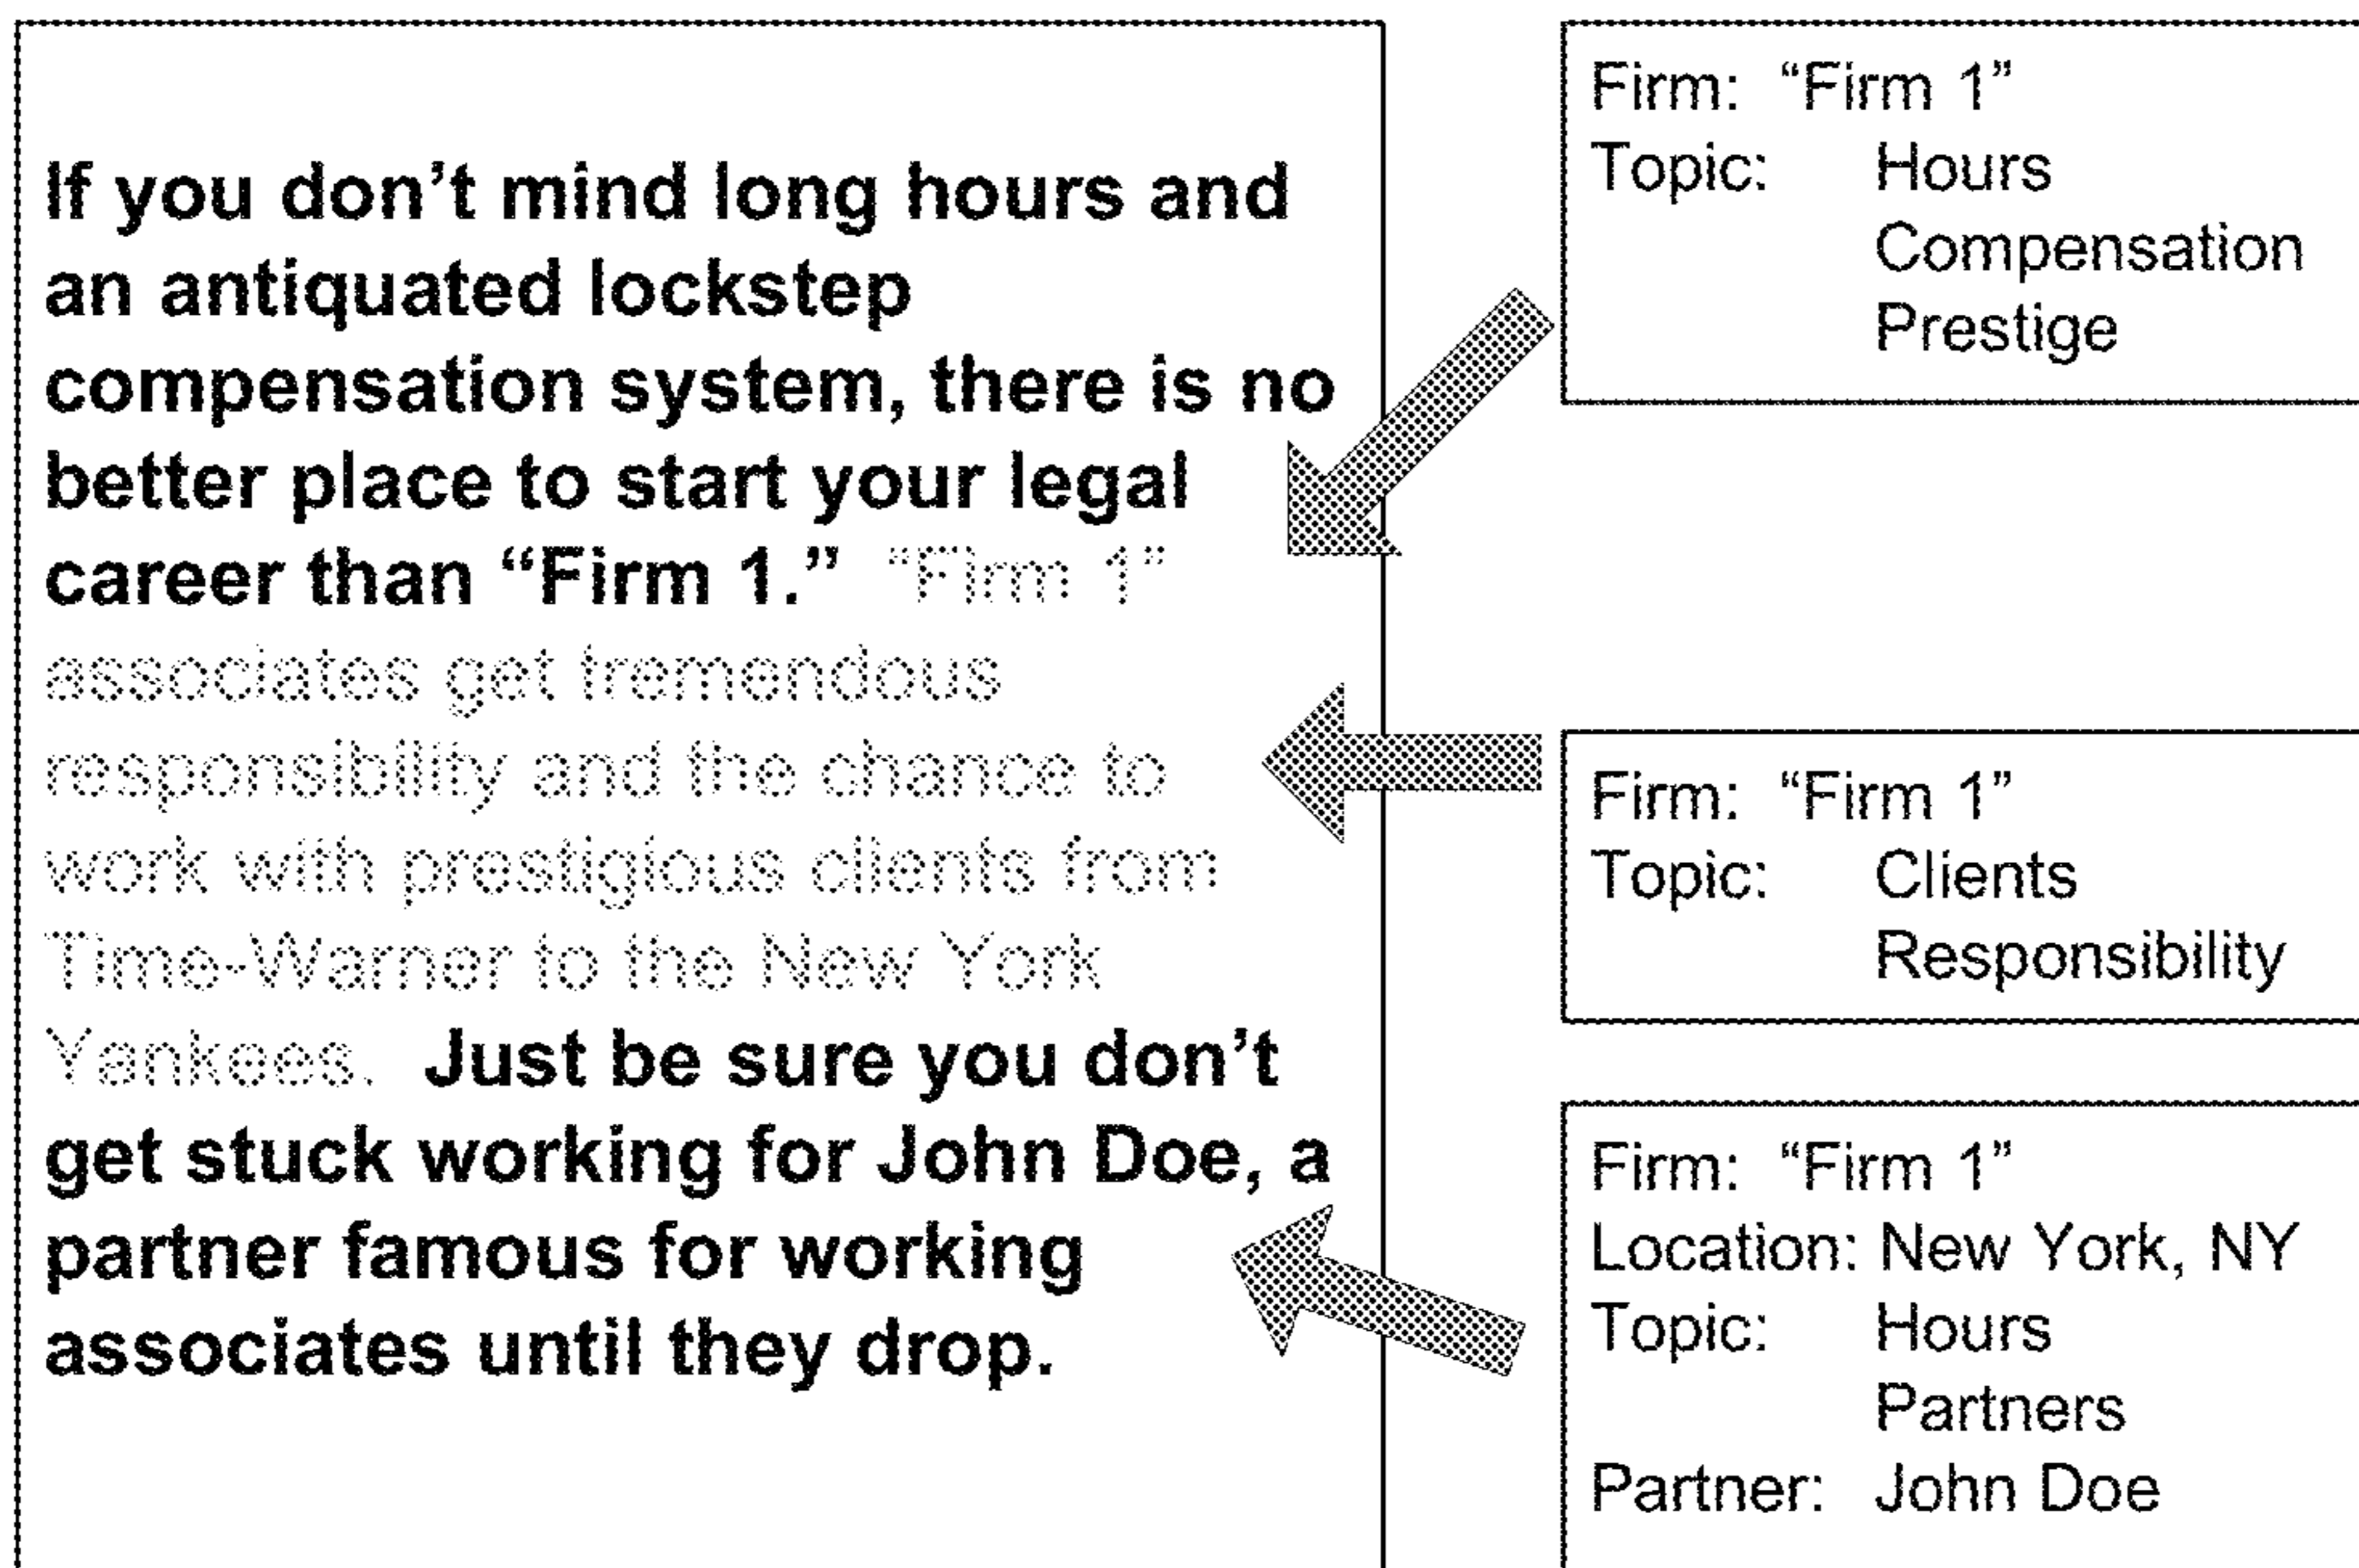 If you don’t mind long hours and
an antiquated lockstep
compensation system, there is no
better place to start your legal
career than “Firm 1.” “Firm 1”
associates get tremendous
responsibility and the chance to
work with prestigious clients from
Time-Warner to the New York
Yankees. Just be sure you don’t
get stuck working for John Doe, a
partner famous for working
associates until they drop.
Firm: “Firm 1”
Topic: Hours
Compensation
Prestige
Firm: “Firm 1”
Topic: Clients
Responsibility
Firm: “Firm 1”
Location: New York, NY
Topic: Hours
Partners
Partner: John Doe